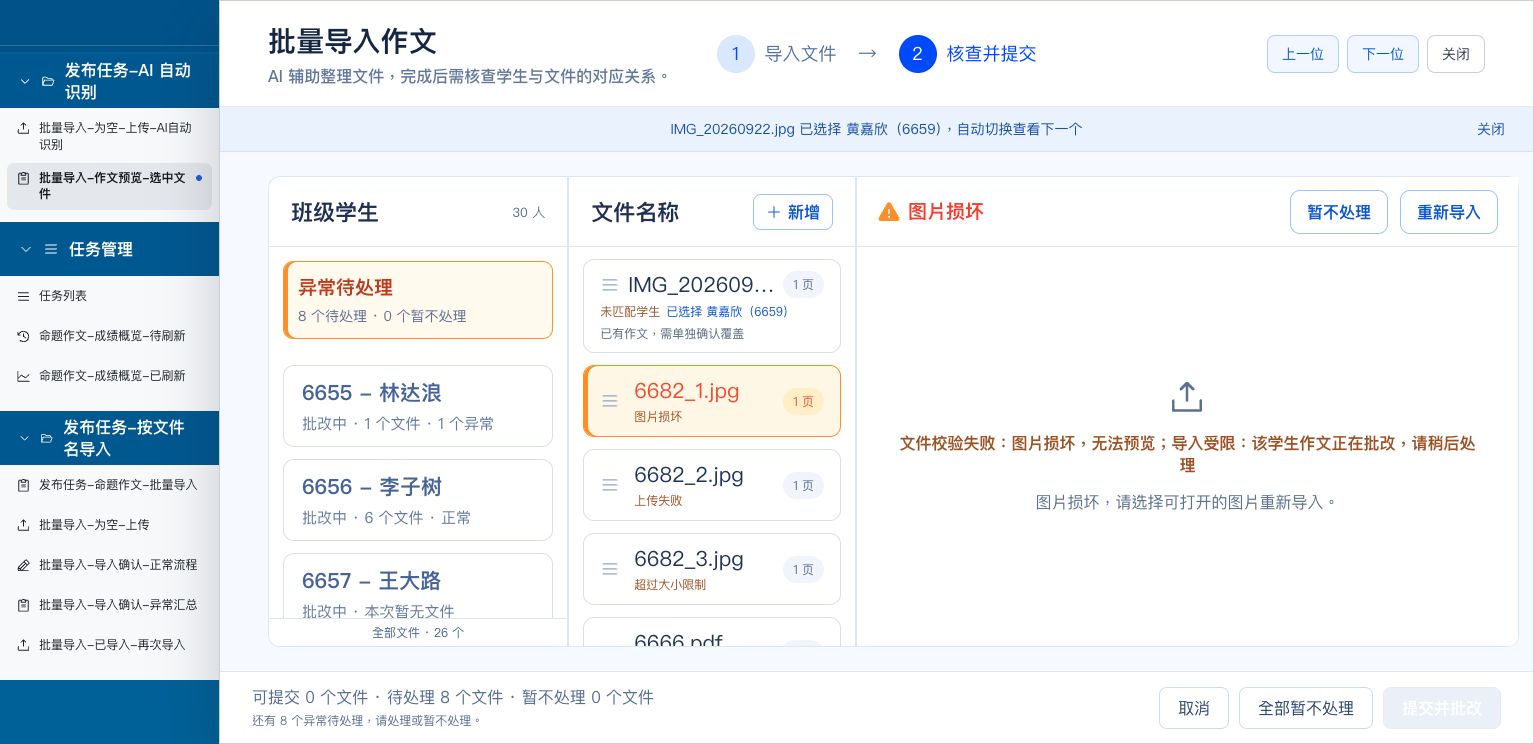 发布任务-AI 自动
识别
批量导入-为空-上传-AI自动
识别
批量导入-作文预览-选中文
件
任务管理
任务列表
命题作文-成绩概览-待刷新
命题作文-成绩概览-已刷新
发布任务-按文件
名导入
发布任务-命题作文-批量导入
批量导入-为空-上传
批量导入-导入确认-正常流程
批量导入-导入确认-异常汇总
批量导入-已导入-再次导入
批量导入作文
AI 辅助整理文件，完成后需核查学生与文件的对应关系。
1 导入文件 → 2 核查并提交
上一位 下一位 关闭
IMG_20260922.jpg 已选择 黄嘉欣（6659），自动切换查看下一个 关闭
班级学生 30 人
异常待处理
8 个待处理 · 0 个暂不处理
6655 – 林达浪
批改中 · 1 个文件 · 1 个异常
6656 – 李子树
批改中 · 6 个文件 · 正常
6657 – 王大路
批改中 · 本次暂无文件
全部文件 · 26 个
文件名称 + 新增
IMG_202609... 1 页
未匹配学生 已选择 黄嘉欣（6659）
已有作文，需单独确认覆盖
6682_1.jpg 1 页
图片损坏
6682_2.jpg 1 页
上传失败
6682_3.jpg 1 页
超过大小限制
6666.pdf
图片损坏 暂不处理 重新导入
文件校验失败：图片损坏，无法预览；导入受限：该学生作文正在批改，请稍后处
理
图片损坏，请选择可打开的图片重新导入。
可提交 0 个文件 · 待处理 8 个文件 · 暂不处理 0 个文件
还有 8 个异常待处理，请处理或暂不处理。
取消 全部暂不处理 提交并批改